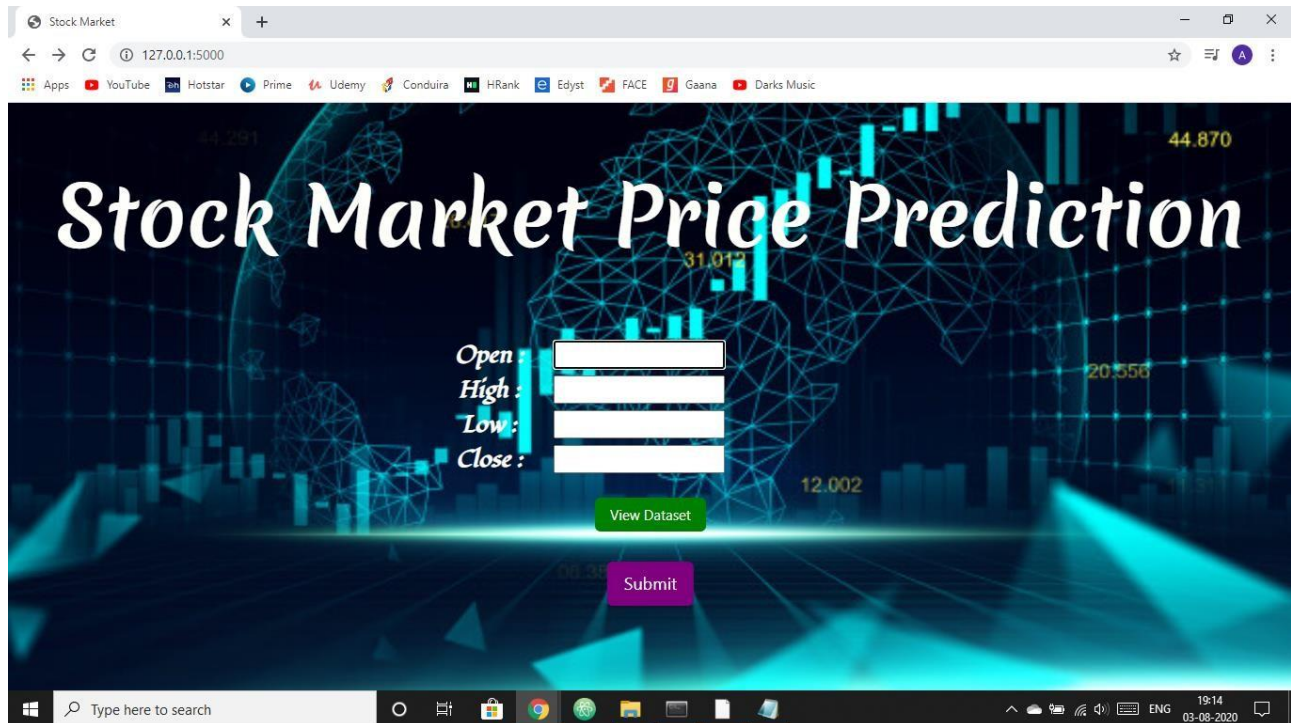 Stock Market
127.0.0.1:5000
Apps YouTube Hotstar Prime Udemy Conduira HRank Edyst FACE Gaana Darks Music
44.291
44.870
Stock Market Price Prediction
31.012
Open :
High :
20.556
Low :
Close :
12.002
View Dataset
Submit
Type here to search
ENG
19:14
03-08-2020